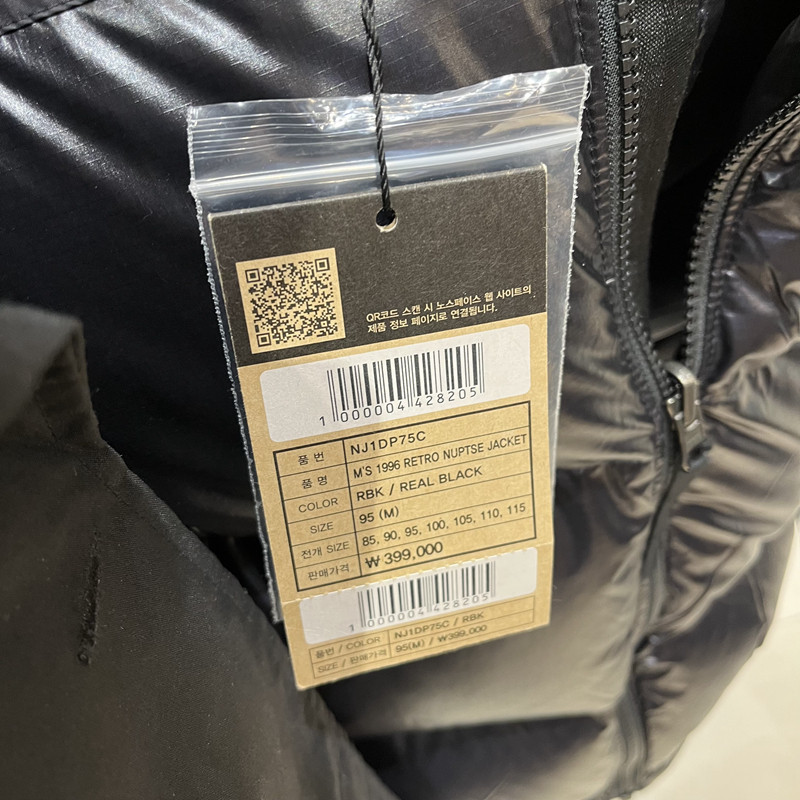 QR코드 스캔 시 노스페이스 웹 사이트의
제품 정보 페이지로 연결됩니다.
1 000004 428205
품 번 NJ1DP75C
품 명 M'S 1996 RETRO NUPTSE JACKET
COLOR RBK / REAL BLACK
SIZE 95 (M)
전개 SIZE 85, 90, 95, 100, 105, 110, 115
판매가격 ₩ 399,000
1 000004 428205
품번 / COLOR NJ1DP75C / RBK
SIZE / 판매가격 95(M) / ₩399,000